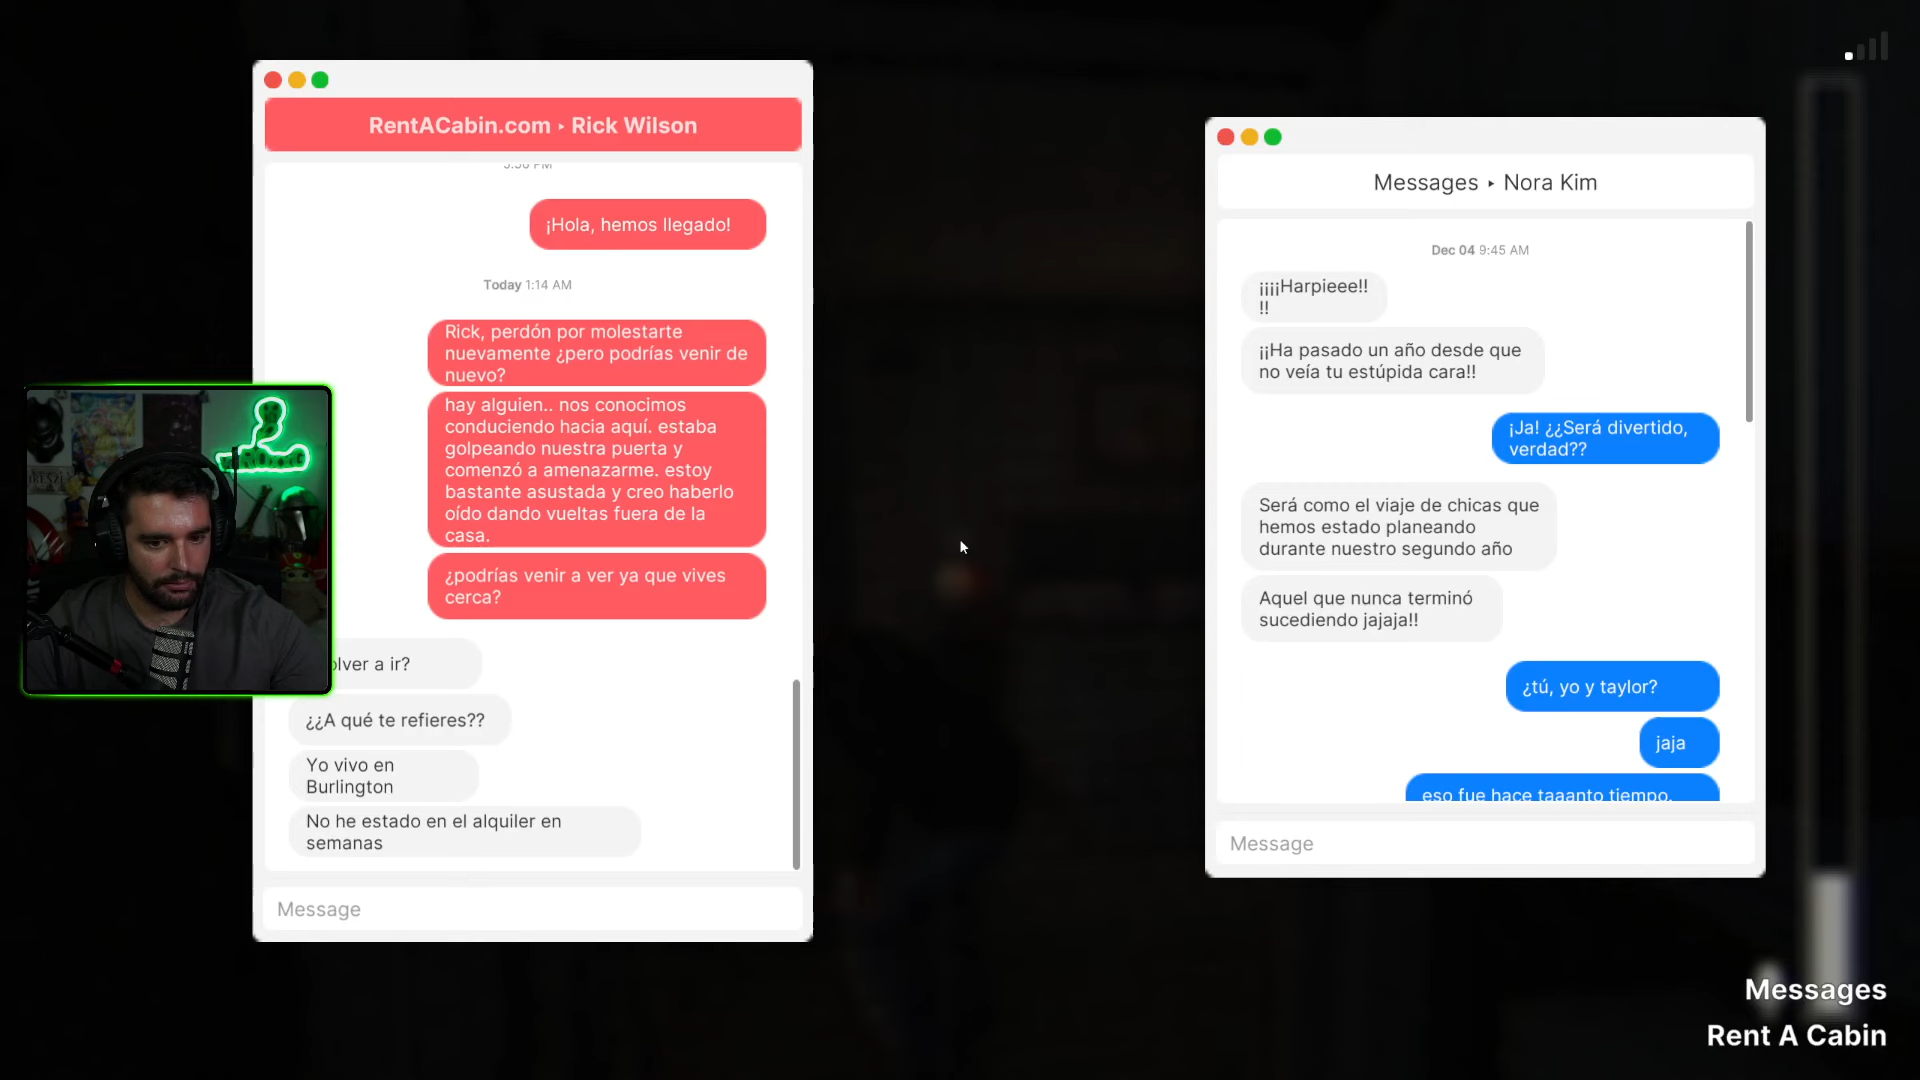 RentACabin.com ▸ Rick Wilson
5:50 PM
¡Hola, hemos llegado!
Today 1:14 AM
Rick, perdón por molestarte
nuevamente ¿pero podrías venir de
nuevo?
hay alguien.. nos conocimos
conduciendo hacia aquí. estaba
golpeando nuestra puerta y
comenzó a amenazarme. estoy
bastante asustada y creo haberlo
oído dando vueltas fuera de la
casa.
¿podrías venir a ver ya que vives
cerca?
olver a ir?
¿¿A qué te refieres??
Yo vivo en
Burlington
No he estado en el alquiler en
semanas
Message
Messages ▸ Nora Kim
Dec 04 9:45 AM
¡¡¡¡Harpieee!!
!!
¡¡Ha pasado un año desde que
no veía tu estúpida cara!!
¡Ja! ¿¿Será divertido,
verdad??
Será como el viaje de chicas que
hemos estado planeando
durante nuestro segundo año
Aquel que nunca terminó
sucediendo jajaja!!
¿tú, yo y taylor?
jaja
eso fue hace taaanto tiempo.
Message
Messages
Rent A Cabin